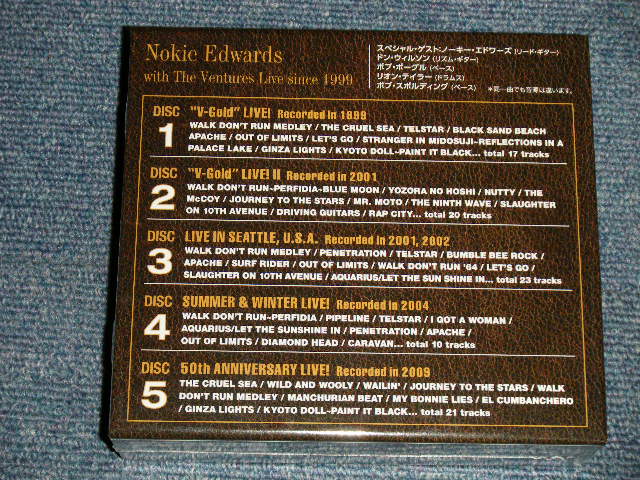 Nokie Edwards
with The Ventures Live since 1999
スペシャル・ゲスト:ノーキー・エドワーズ (リード・ギター)
ドン・ウィルソン (リズム・ギター)
ボブ・ボーグル (ベース)
リオン・テイラー (ドラムス)
ボブ・スポルディング (ベース) ＊同一曲でも音源は違います。
DISC 1 "V-Gold" LIVE! Recorded in 1999
WALK DON'T RUN MEDLEY / THE CRUEL SEA / TELSTAR / BLACK SAND BEACH
APACHE / OUT OF LIMITS / LET'S GO / STRANGER IN MIDOSUJI~REFLECTIONS IN A
PALACE LAKE / GINZA LIGHTS / KYOTO DOLL~PAINT IT BLACK... total 17 tracks
DISC 2 "V-Gold" LIVE! II Recorded in 2001
WALK DON'T RUN~PERFIDIA~BLUE MOON / YOZORA NO HOSHI / NUTTY / THE
McCOY / JOURNEY TO THE STARS / MR. MOTO / THE NINTH WAVE / SLAUGHTER
ON 10TH AVENUE / DRIVING GUITARS / RAP CITY... total 20 tracks
DISC 3 LIVE IN SEATTLE, U.S.A. Recorded in 2001, 2002
WALK DON'T RUN MEDLEY / PENETRATION / TELSTAR / BUMBLE BEE ROCK /
APACHE / SURF RIDER / OUT OF LIMITS / WALK DON'T RUN '64 / LET'S GO /
SLAUGHTER ON 10TH AVENUE / AQUARIUS/LET THE SUN SHINE IN... total 23 tracks
DISC 4 SUMMER & WINTER LIVE! Recorded in 2004
WALK DON'T RUN~PERFIDIA / PIPELINE / TELSTAR / I GOT A WOMAN /
AQUARIUS/LET THE SUNSHINE IN / PENETRATION / APACHE /
OUT OF LIMITS / DIAMOND HEAD / CARAVAN... total 10 tracks
DISC 5 50th ANNIVERSARY LIVE! Recorded in 2009
THE CRUEL SEA / WILD AND WOOLY / WAILIN' / JOURNEY TO THE STARS / WALK
DON'T RUN MEDLEY / MANCHURIAN BEAT / MY BONNIE LIES / EL CUMBANCHERO
/ GINZA LIGHTS / KYOTO DOLL~PAINT IT BLACK... total 21 tracks